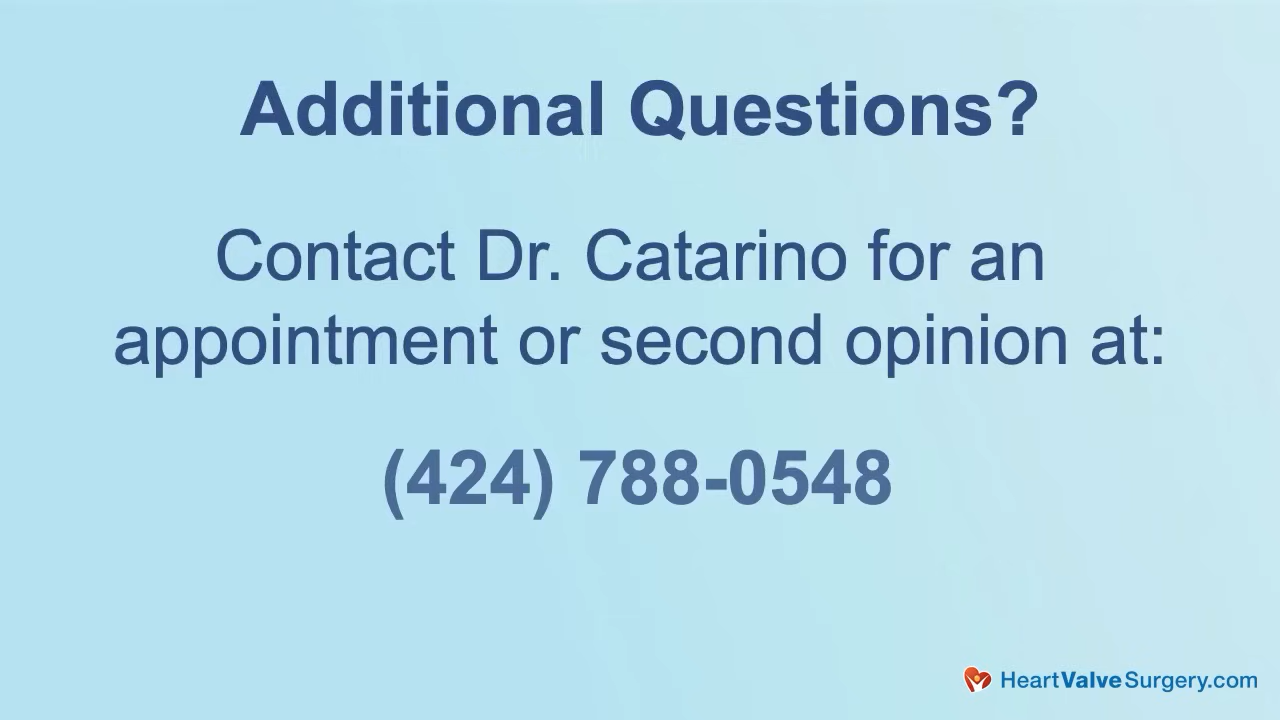 Additional Questions?
Contact Dr. Catarino for an
appointment or second opinion at:
(424) 788-0548
HeartValveSurgery.com